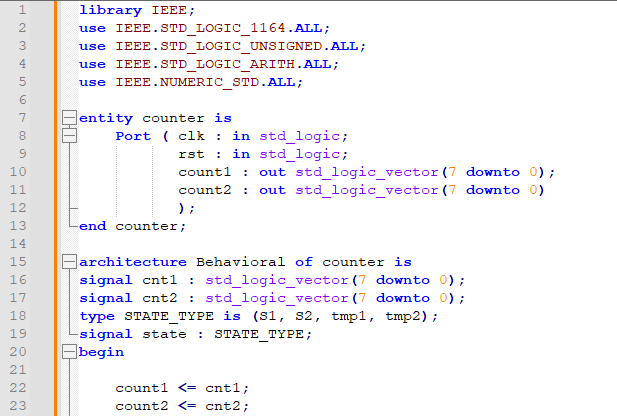 1 library IEEE;
2 use IEEE.STD_LOGIC_1164.ALL;
3 use IEEE.STD_LOGIC_UNSIGNED.ALL;
4 use IEEE.STD_LOGIC_ARITH.ALL;
5 use IEEE.NUMERIC_STD.ALL;
6
7 entity counter is
8 Port ( clk : in std_logic;
9 rst : in std_logic;
10 count1 : out std_logic_vector(7 downto 0);
11 count2 : out std_logic_vector(7 downto 0)
12 );
13 end counter;
14
15 architecture Behavioral of counter is
16 signal cnt1 : std_logic_vector(7 downto 0);
17 signal cnt2 : std_logic_vector(7 downto 0);
18 type STATE_TYPE is (S1, S2, tmp1, tmp2);
19 signal state : STATE_TYPE;
20 begin
21
22 count1 <= cnt1;
23 count2 <= cnt2;